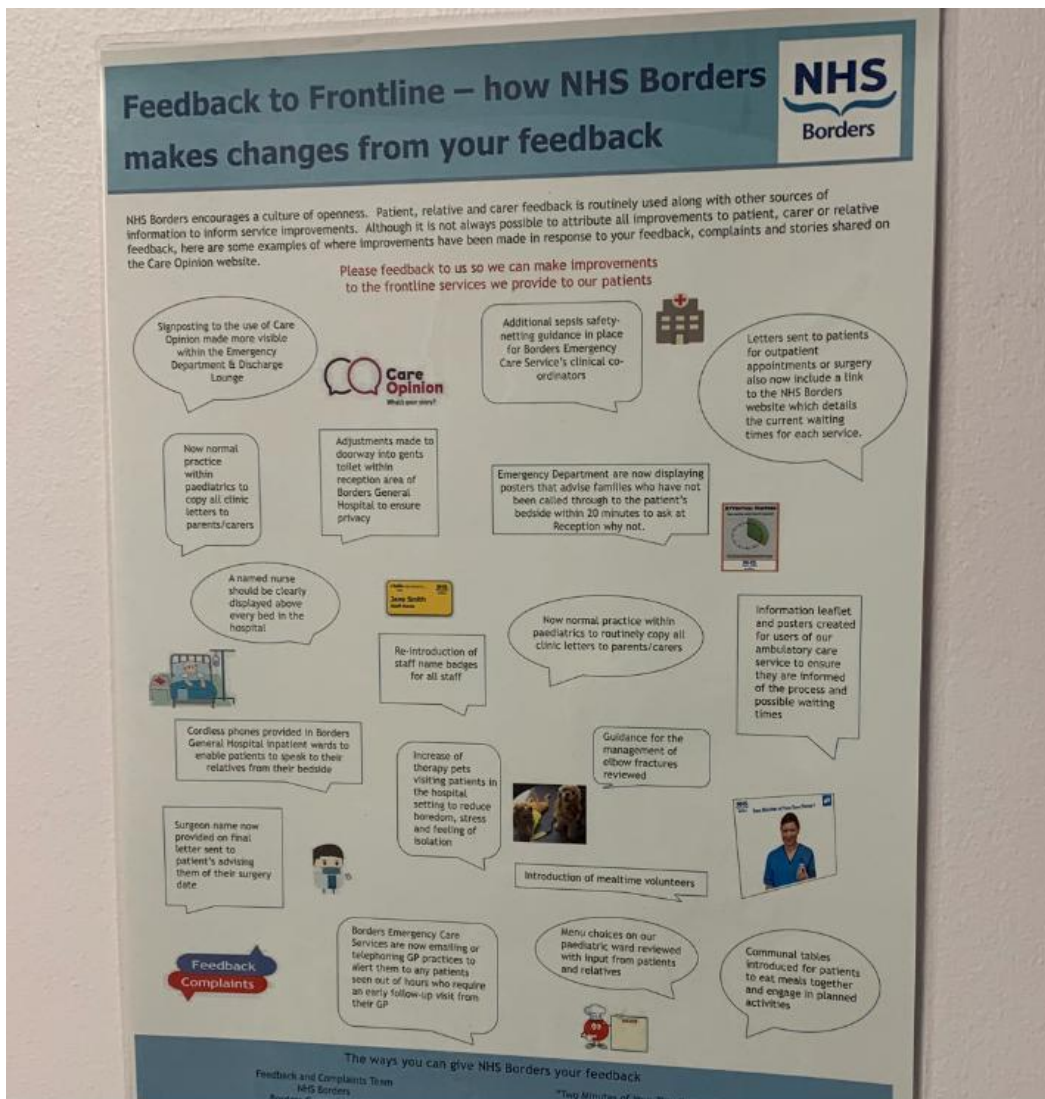 Feedback to Frontline – how NHS Borders
makes changes from your feedback
NHS
Borders
NHS Borders encourages a culture of openness. Patient, relative and carer feedback is routinely used along with other sources of
information to inform service improvements. Although it is not always possible to attribute all improvements to patient, carer or relative
feedback, here are some examples of where improvements have been made in response to your feedback, complaints and stories shared on
the Care Opinion website.
Please feedback to us so we can make improvements
to the frontline services we provide to our patients
Signposting to the use of Care
Opinion made more visible
within the Emergency
Department & Discharge
Lounge
Care
Opinion
What's your story?
Additional sepsis safety-
netting guidance in place
for Borders Emergency
Care Service's clinical co-
ordinators
Letters sent to patients
for outpatient
appointments or surgery
also now include a link
to the NHS Borders
website which details
the current waiting
times for each service.
Now normal
practice
within
paediatrics to
copy all clinic
letters to
parents/carers
Adjustments made to
doorway into gents
toilet within
reception area of
Borders General
Hospital to ensure
privacy
Emergency Department are now displaying
posters that advise families who have not
been called through to the patient's
bedside within 20 minutes to ask at
Reception why not.
A named nurse
should be clearly
displayed above
every bed in the
hospital
Jane Smith
Re-introduction of
staff name badges
for all staff
Now normal practice within
paediatrics to routinely copy all
clinic letters to parents/carers
Information leaflet
and posters created
for users of our
ambulatory care
service to ensure
they are informed
of the process and
possible waiting
times
Cordless phones provided in Borders
General Hospital inpatient wards to
enable patients to speak to their
relatives from their bedside
Increase of
therapy pets
visiting patients in
the hospital
setting to reduce
boredom, stress
and feeling of
isolation
Guidance for the
management of
elbow fractures
reviewed
Surgeon name now
provided on final
letter sent to
patient's advising
them of their surgery
date
Introduction of mealtime volunteers
Feedback
Complaints
Borders Emergency Care
Services are now emailing or
telephoning GP practices to
alert them to any patients
seen out of hours who require
an early follow-up visit from
their GP
Menu choices on our
paediatric ward reviewed
with input from patients
and relatives
Communal tables
introduced for patients
to eat meals together
and engage in planned
activities
The ways you can give NHS Borders your feedback
Feedback and Complaints Team
NHS Borders
"Two Minutes of